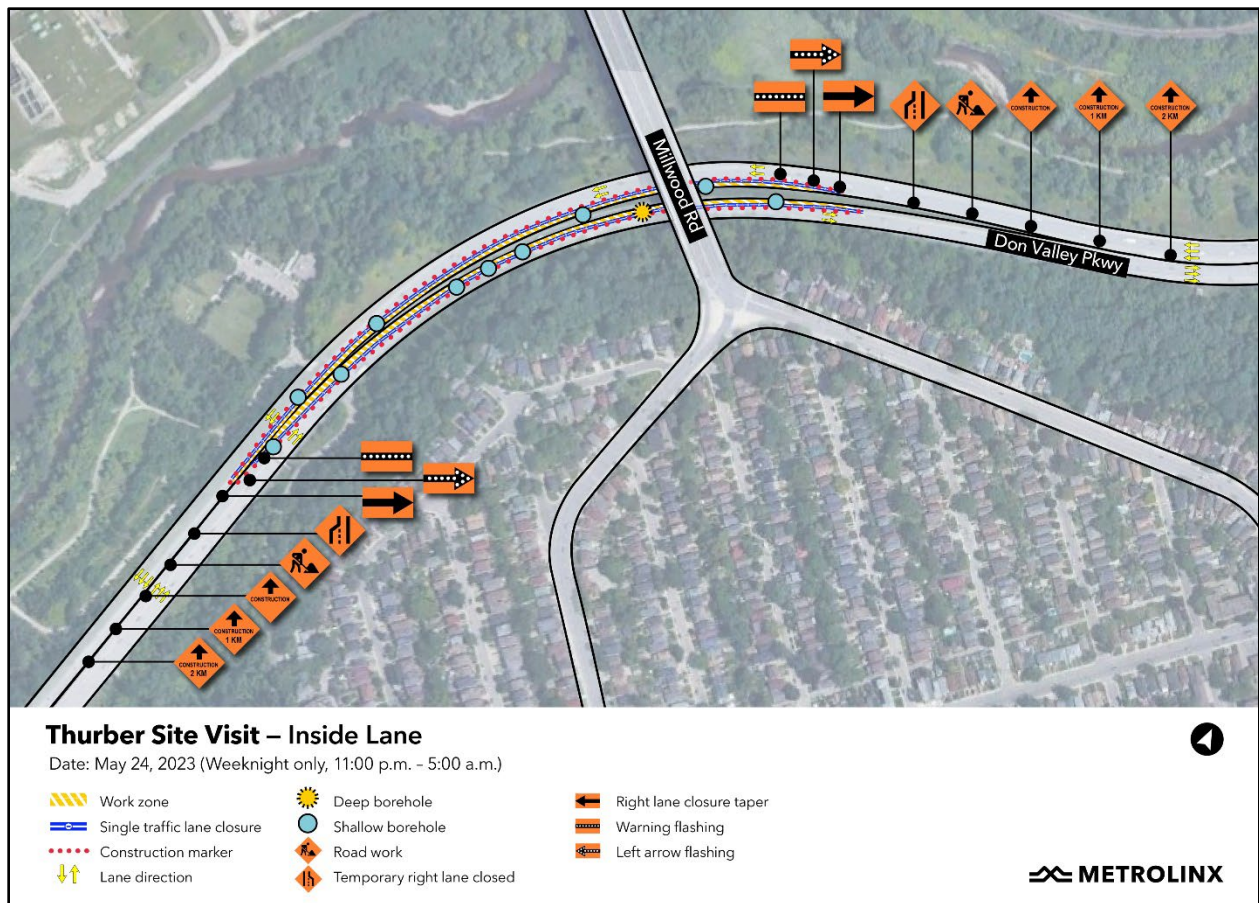 Millwood Rd
Don Valley Pkwy
CONSTRUCTION
CONSTRUCTION
1 KM
CONSTRUCTION
2 KM
CONSTRUCTION
CONSTRUCTION
1 KM
CONSTRUCTION
2 KM
Thurber Site Visit – Inside Lane
Date: May 24, 2023 (Weeknight only, 11:00 p.m. – 5:00 a.m.)
Work zone
Single traffic lane closure
Construction marker
Lane direction
Deep borehole
Shallow borehole
Road work
Temporary right lane closed
Right lane closure taper
Warning flashing
Left arrow flashing
METROLINX